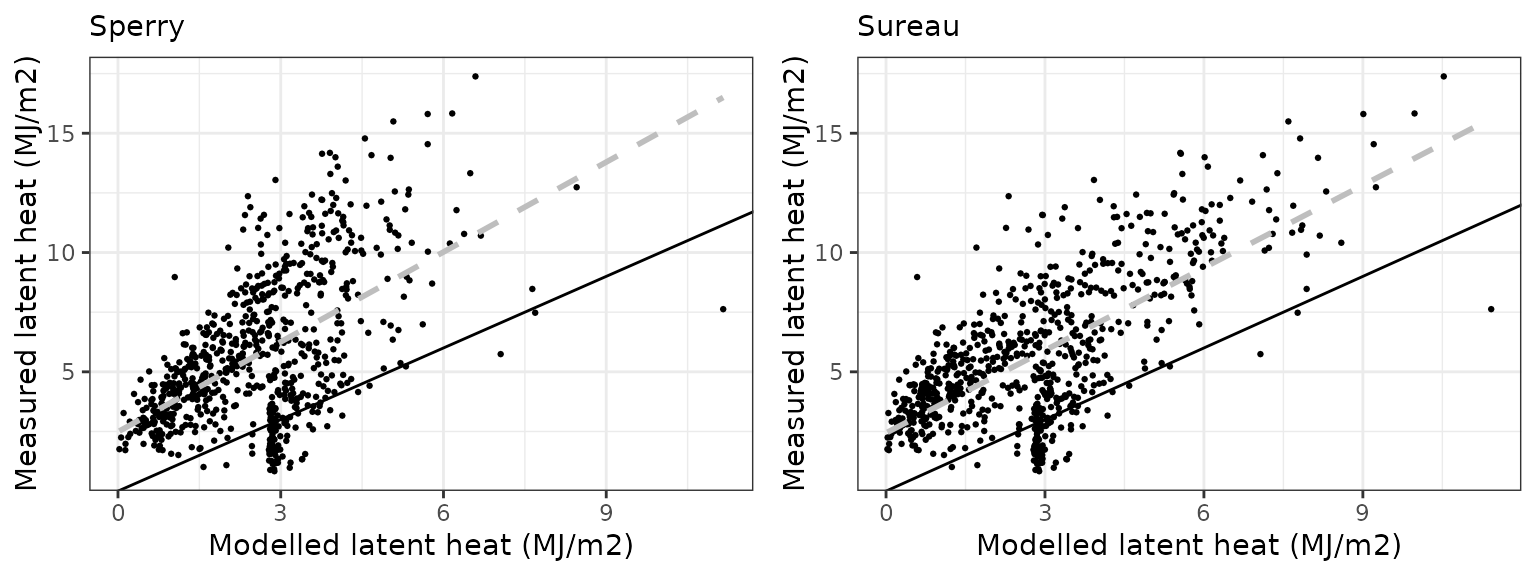 Sperry
Measured latent heat (MJ/m2)
15
10
5
0 3 6 9
Modelled latent heat (MJ/m2)
Sureau
Measured latent heat (MJ/m2)
15
10
5
0 3 6 9
Modelled latent heat (MJ/m2)